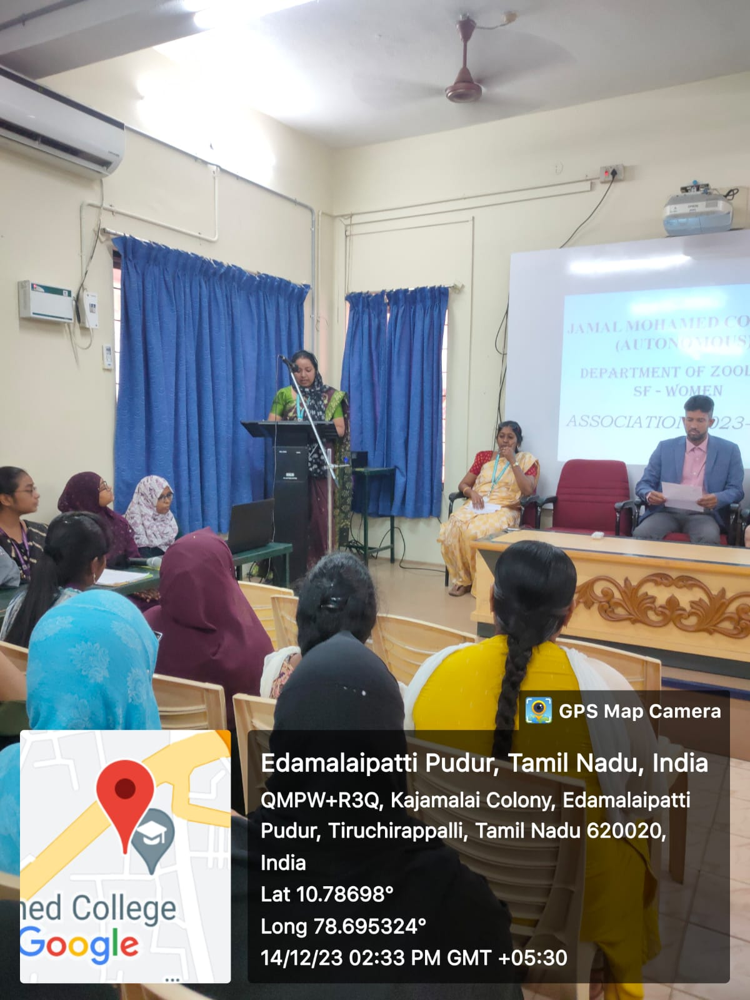 EPSON
JAMAL MOHAMED CO
(AUTONOMOUS)
DEPARTMENT OF ZOOL
SF - WOMEN
ASSOCIATION 2023-
GPS Map Camera
Edamalaipatti Pudur, Tamil Nadu, India
QMPW+R3Q, Kajamalai Colony, Edamalaipatti
Pudur, Tiruchirappalli, Tamil Nadu 620020,
India
Lat 10.78698°
Long 78.695324°
14/12/23 02:33 PM GMT +05:30
ned College
Google